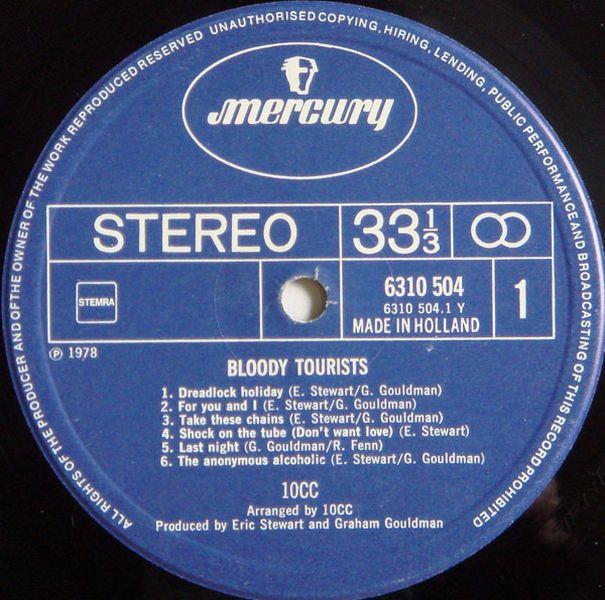 ALL RIGHTS OF THE PRODUCER AND OF THE OWNER OF THE WORK REPRODUCED RESERVED UNAUTHORISED COPYING, HIRING, LENDING, PUBLIC PERFORMANCE AND BROADCASTING OF THIS RECORD PROHIBITED
mercury
STEREO 33 1/3
STEMRA
6310 504
6310 504.1 Y
MADE IN HOLLAND
1
℗ 1978
BLOODY TOURISTS
1. Dreadlock holiday (E. Stewart/G. Gouldman)
2. For you and I (E. Stewart/G. Gouldman)
3. Take these chains (E. Stewart/G. Gouldman)
4. Shock on the tube (Don't want love) (E. Stewart)
5. Last night (G. Gouldman/R. Fenn)
6. The anonymous alcoholic (E. Stewart/G. Gouldman)
10CC
Arranged by 10CC
Produced by Eric Stewart and Graham Gouldman